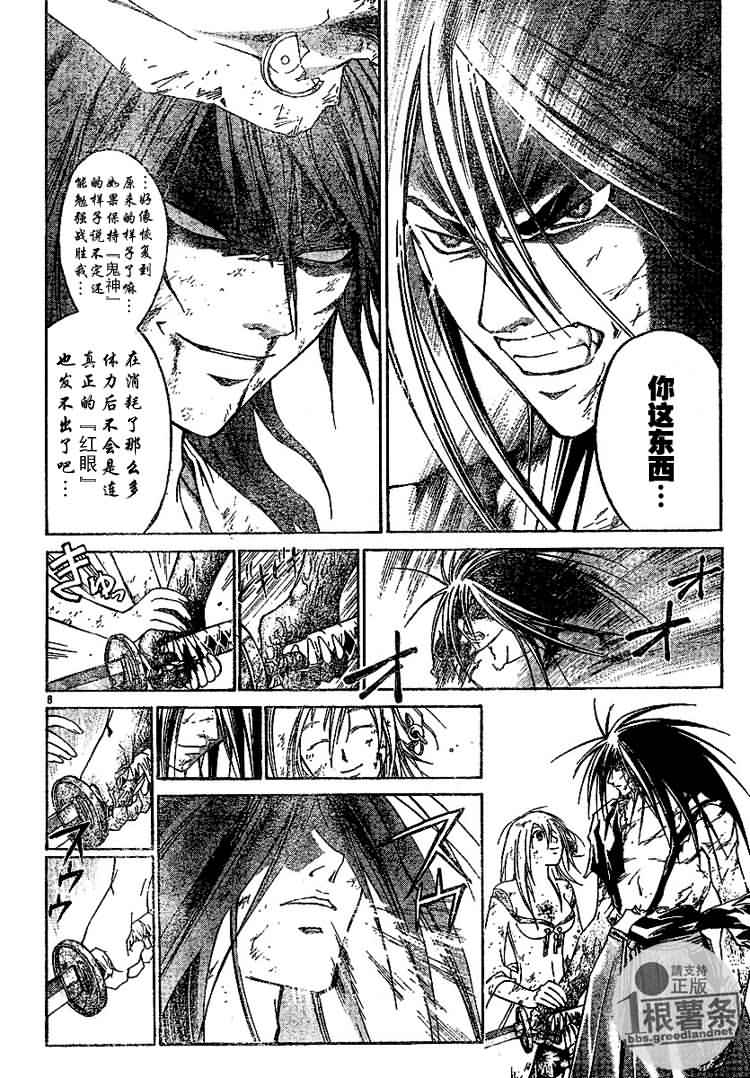 你这东西…
…好像恢复到
原来的样子了嘛…
如果保持『鬼神』
的样子说不定还
能勉强战胜我…
在消耗了那么多
体力后不会是连
真正的『红眼』
也发不出了吧…
オオオ
ぎゅっ
8
請支持
正版
1根薯条
bbs.greedland.net